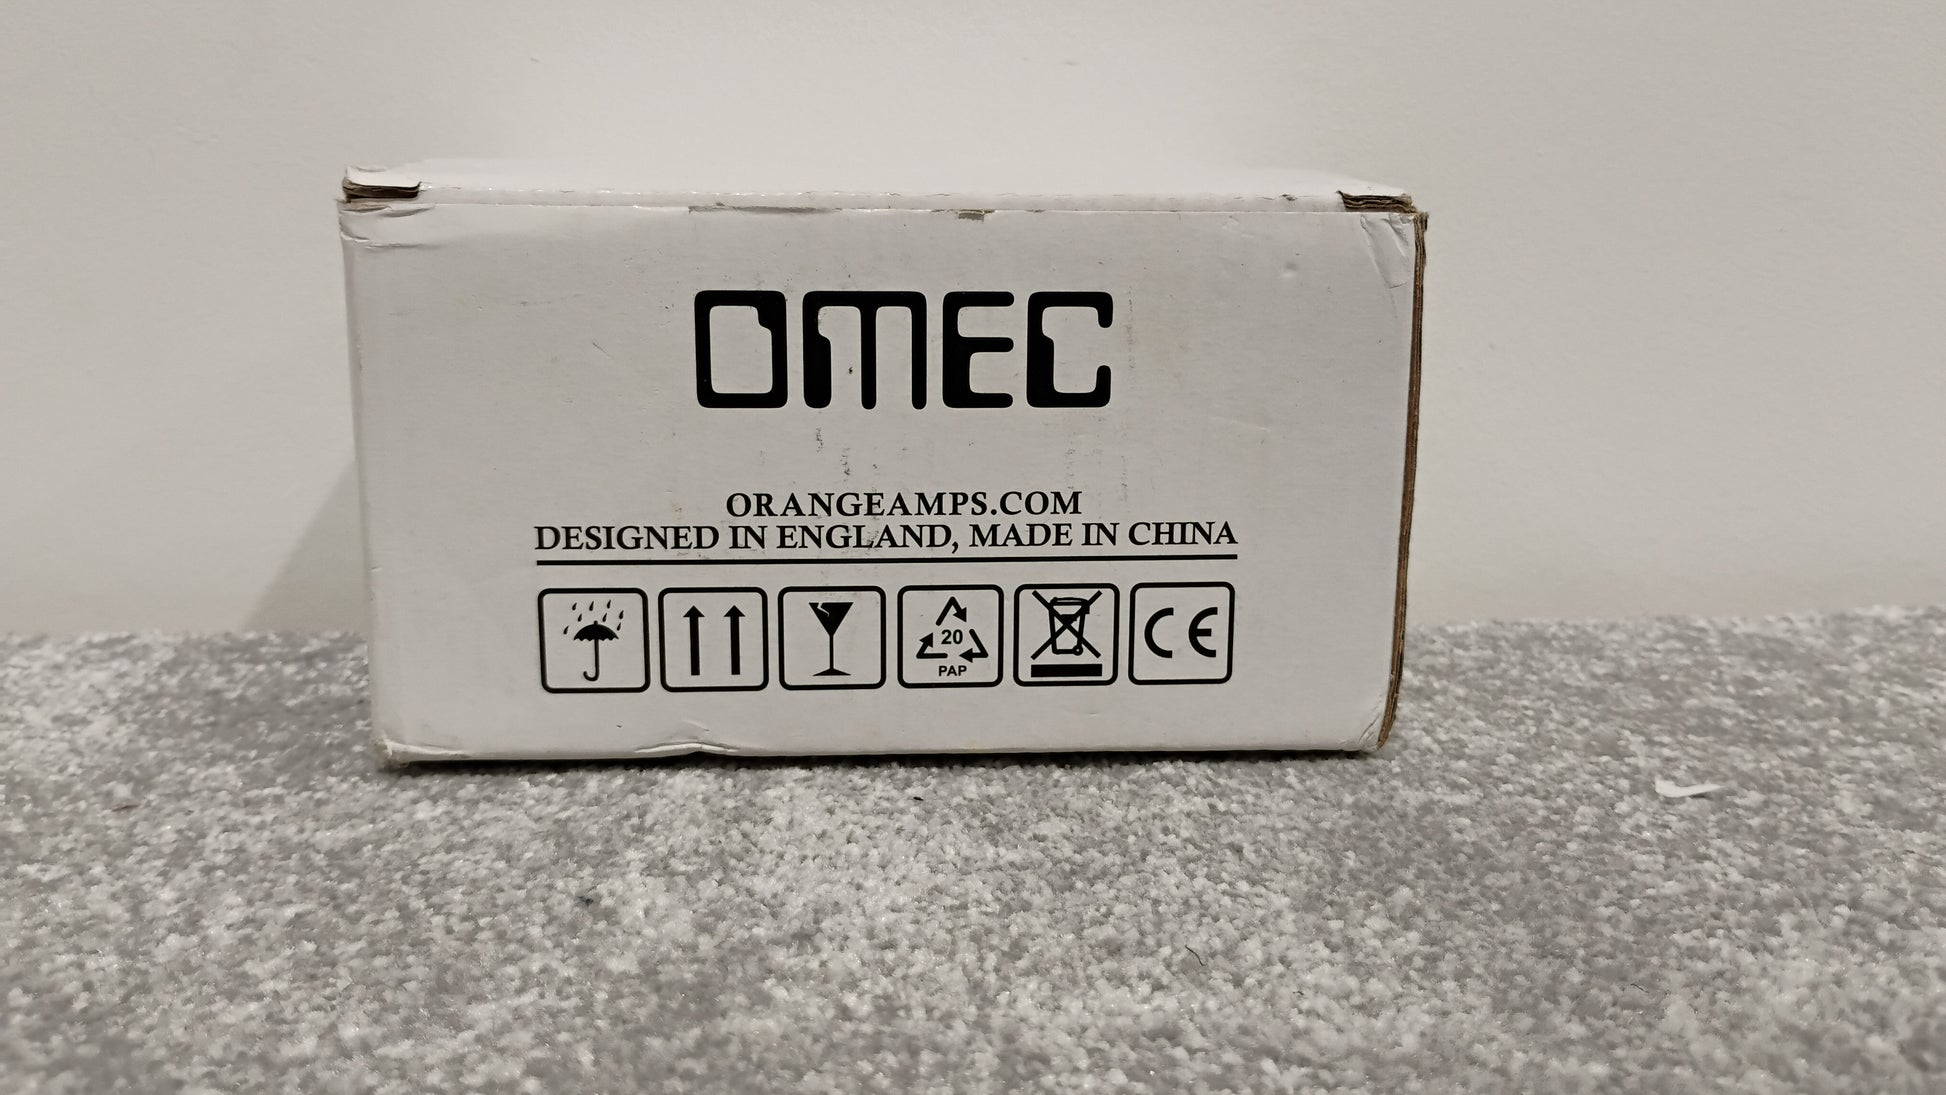 OMEC
ORANGEAMPS.COM
DESIGNED IN ENGLAND, MADE IN CHINA
20
PAP
CE